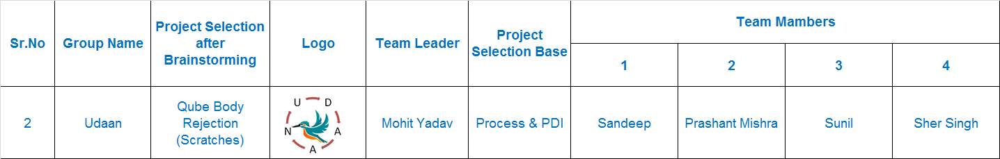 Sr.No
Group Name
Project Selection
after
Brainstorming
Logo
Team Leader
Project
Selection Base
Team Mambers
1
2
3
4
2
Udaan
Qube Body
Rejection
(Scratches)
U D
N A
A
Mohit Yadav
Process & PDI
Sandeep
Prashant Mishra
Sunil
Sher Singh